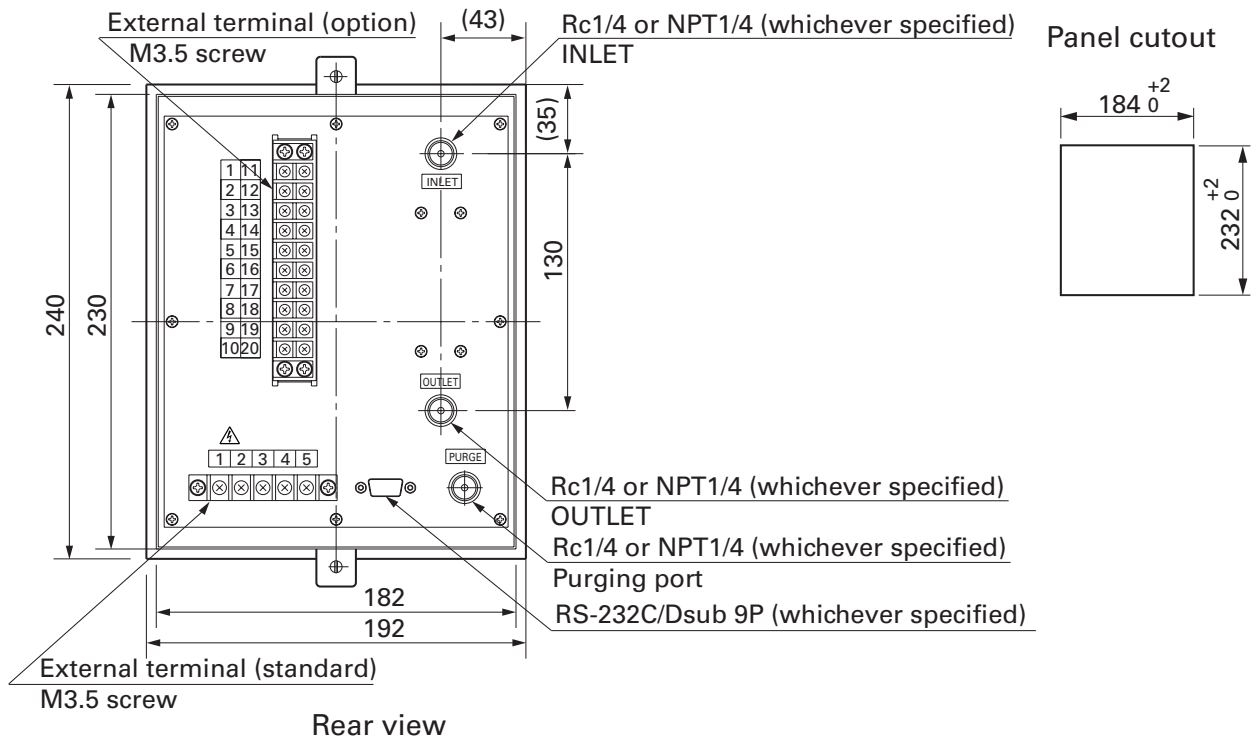 External terminal (option)
M3.5 screw
(43)
Rc1/4 or NPT1/4 (whichever specified)
INLET
Panel cutout
184 +2 0
232 +2 0
(35)
130
240
230
INLET
1 11
2 12
3 13
4 14
5 15
6 16
7 17
8 18
9 19
10 20
OUTLET
1 2 3 4 5
PURGE
Rc1/4 or NPT1/4 (whichever specified)
OUTLET
Rc1/4 or NPT1/4 (whichever specified)
Purging port
RS-232C/Dsub 9P (whichever specified)
182
192
External terminal (standard)
M3.5 screw
Rear view